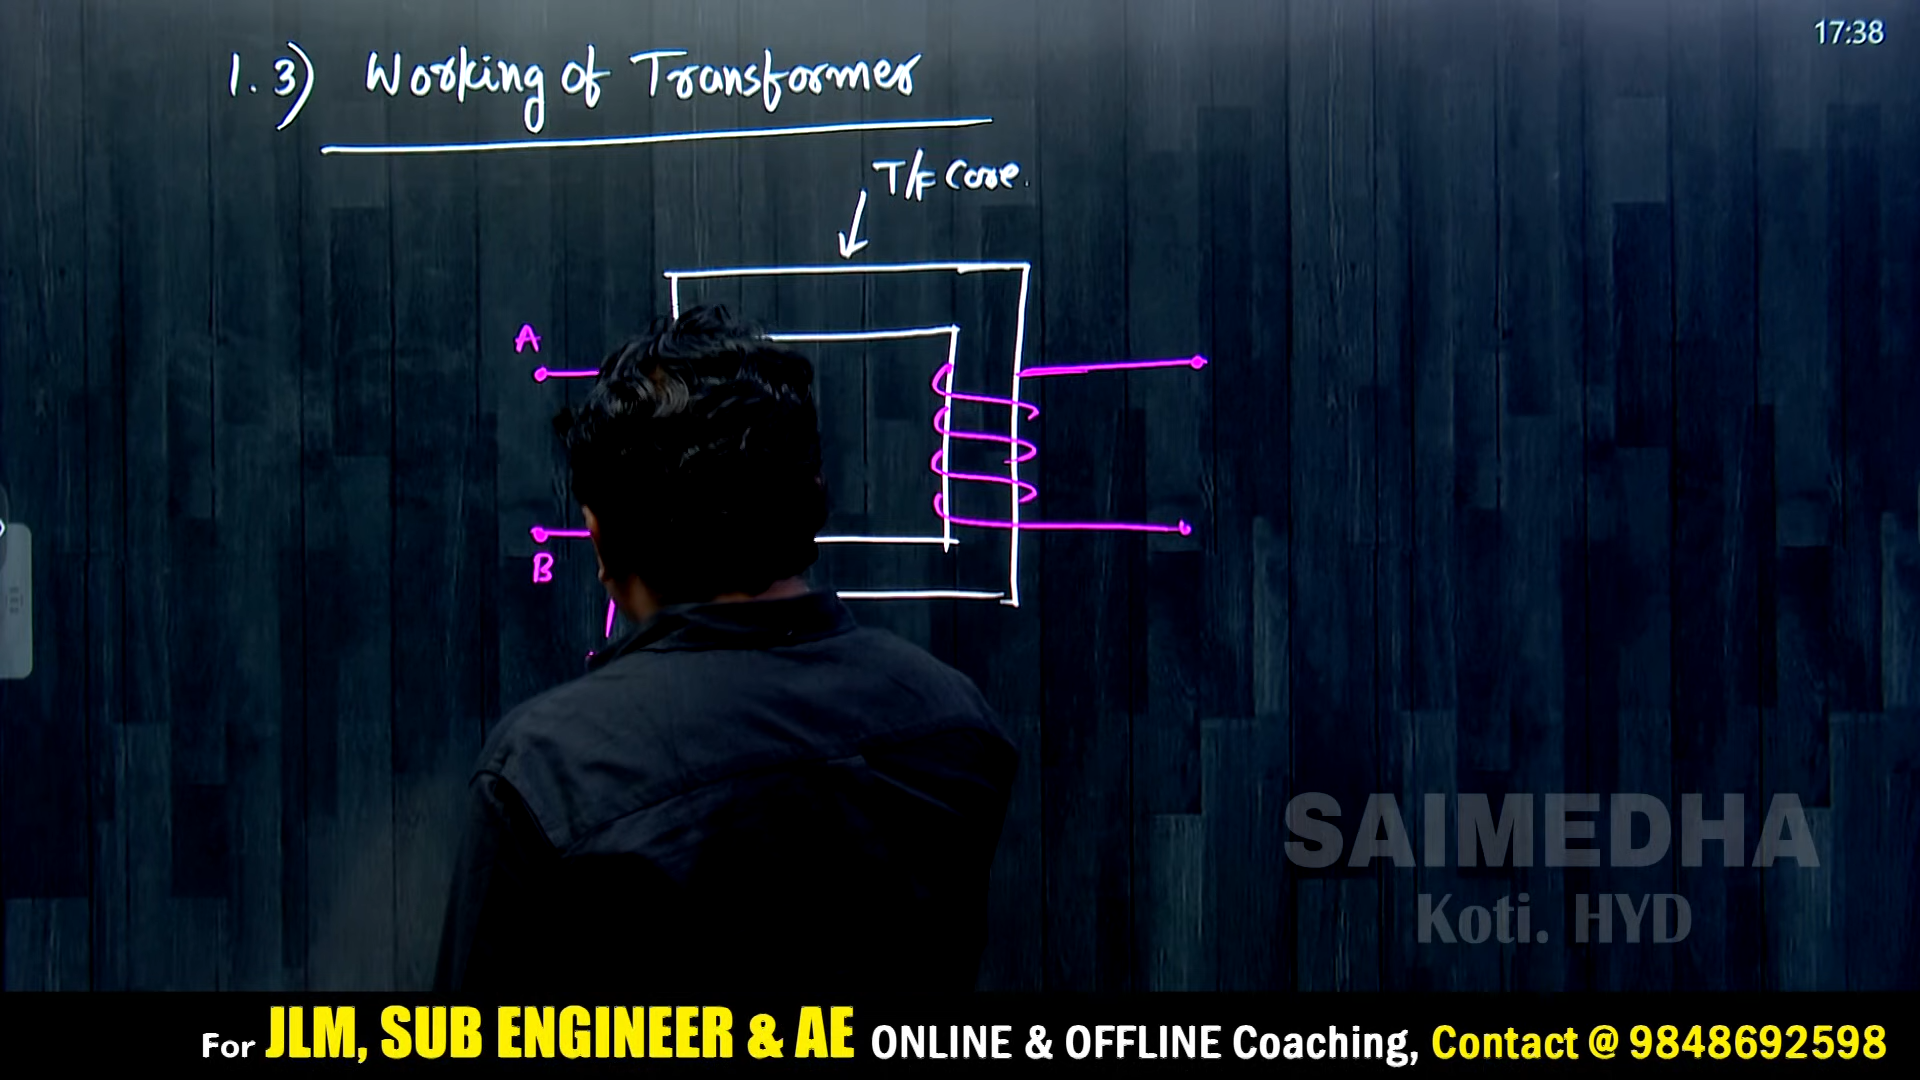 17:38
1.3) Working of Transformer
T/F Core.
A
B
SAIMEDHA
Koti. HYD
For JLM, SUB ENGINEER & AE ONLINE & OFFLINE Coaching, Contact @ 9848692598